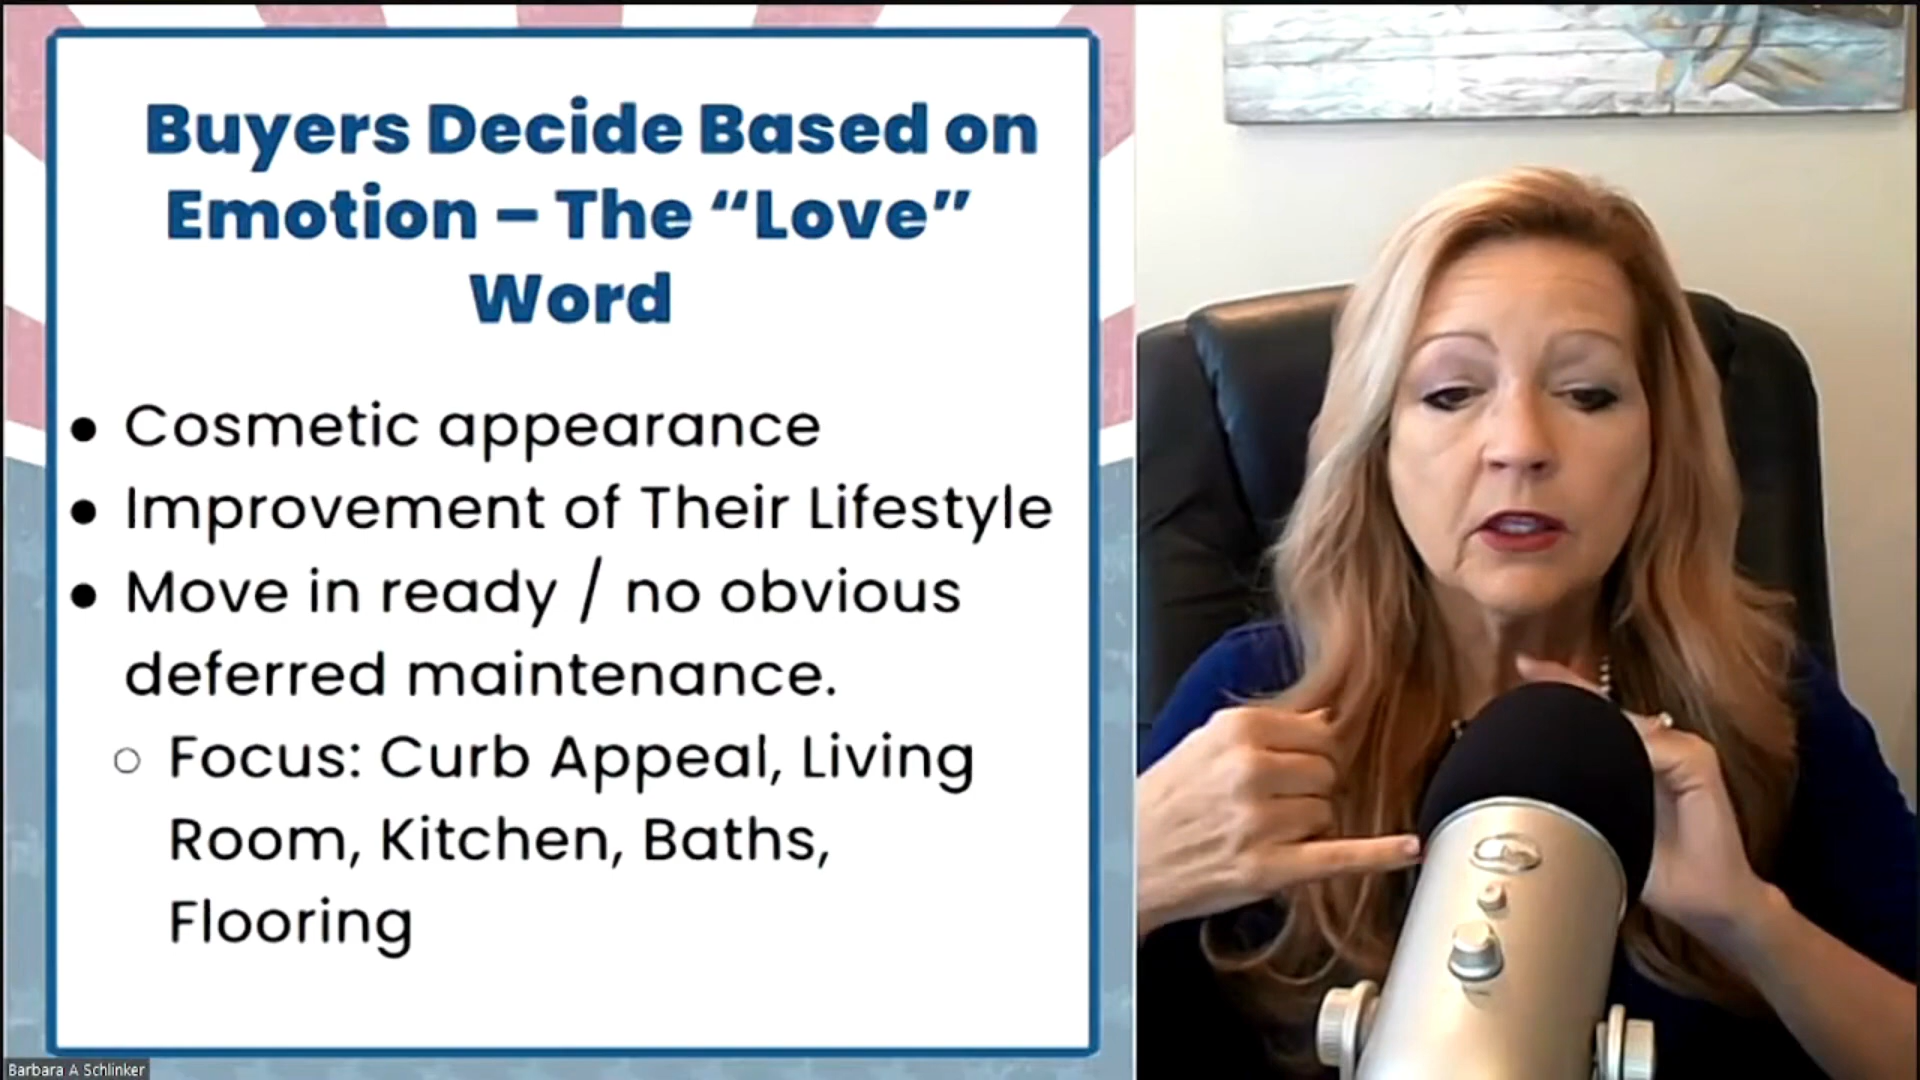 Buyers Decide Based on
Emotion – The “Love”
Word
● Cosmetic appearance
● Improvement of Their Lifestyle
● Move in ready / no obvious
deferred maintenance.
○ Focus: Curb Appeal, Living
Room, Kitchen, Baths,
Flooring
Barbara A Schlinker